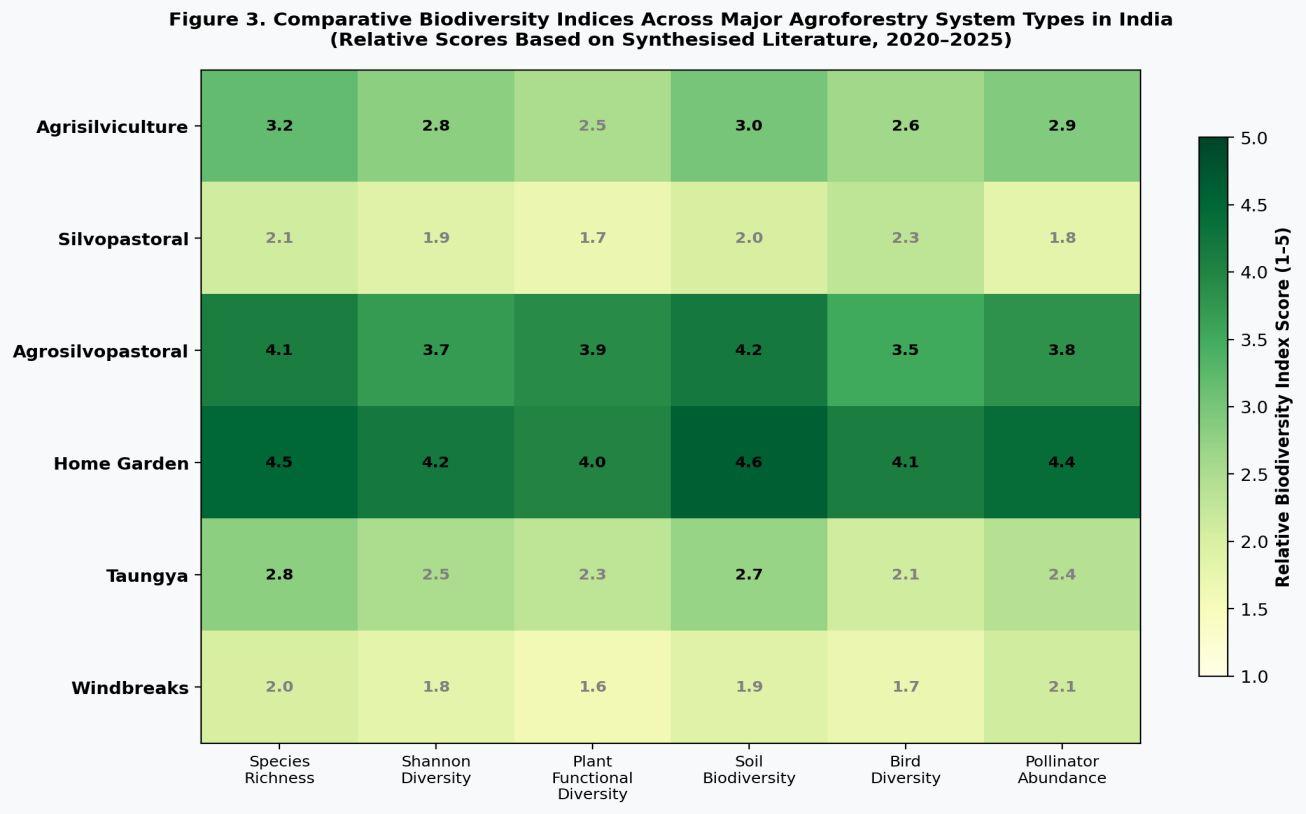 Figure 3. Comparative Biodiversity Indices Across Major Agroforestry System Types in India
(Relative Scores Based on Synthesised Literature, 2020–2025)
Agrisilviculture 3.2 2.8 2.5 3.0 2.6 2.9
Silvopastoral 2.1 1.9 1.7 2.0 2.3 1.8
Agrosilvopastoral 4.1 3.7 3.9 4.2 3.5 3.8
Home Garden 4.5 4.2 4.0 4.6 4.1 4.4
Taungya 2.8 2.5 2.3 2.7 2.1 2.4
Windbreaks 2.0 1.8 1.6 1.9 1.7 2.1
Species
Richness
Shannon
Diversity
Plant
Functional
Diversity
Soil
Biodiversity
Bird
Diversity
Pollinator
Abundance
5.0
4.5
4.0
3.5
3.0
2.5
2.0
1.5
1.0
Relative Biodiversity Index Score (1–5)